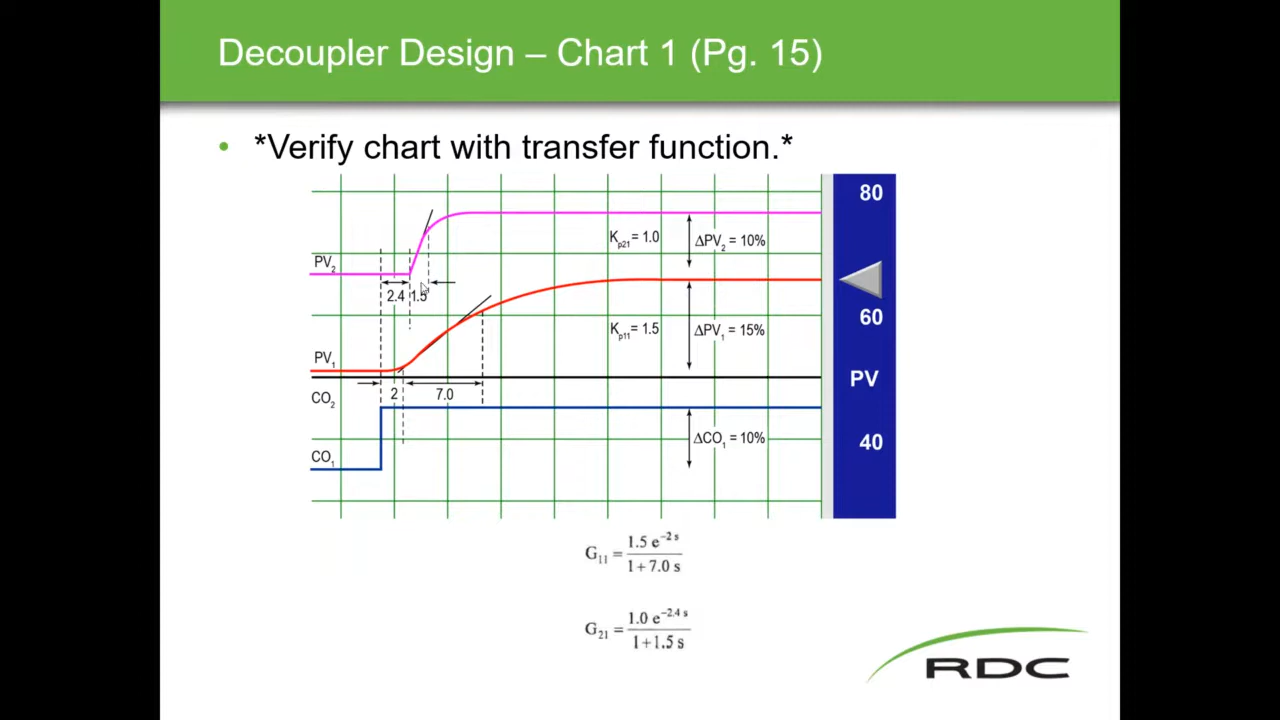 Decoupler Design – Chart 1 (Pg. 15)
• *Verify chart with transfer function.*
80
Kp21 = 1.0
ΔPV2 = 10%
PV2
2.4
1.5
60
Kp11 = 1.5
ΔPV1 = 15%
PV1
PV
2
7.0
CO2
ΔCO1 = 10%
40
CO1
G11 = 1.5 e^-2 s / 1 + 7.0 s
G21 = 1.0 e^-2.4 s / 1 + 1.5 s
RDC